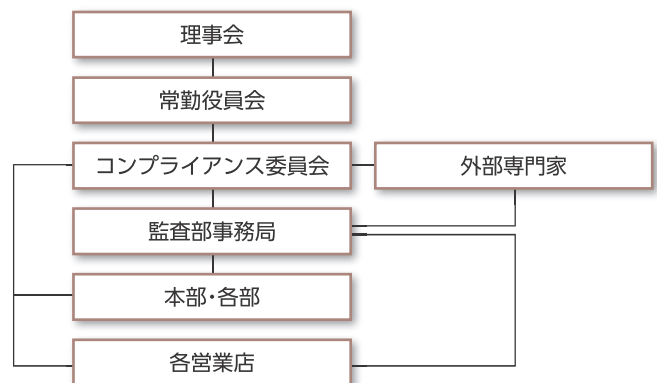 理事会
常勤役員会
コンプライアンス委員会
外部専門家
監査部事務局
本部・各部
各営業店